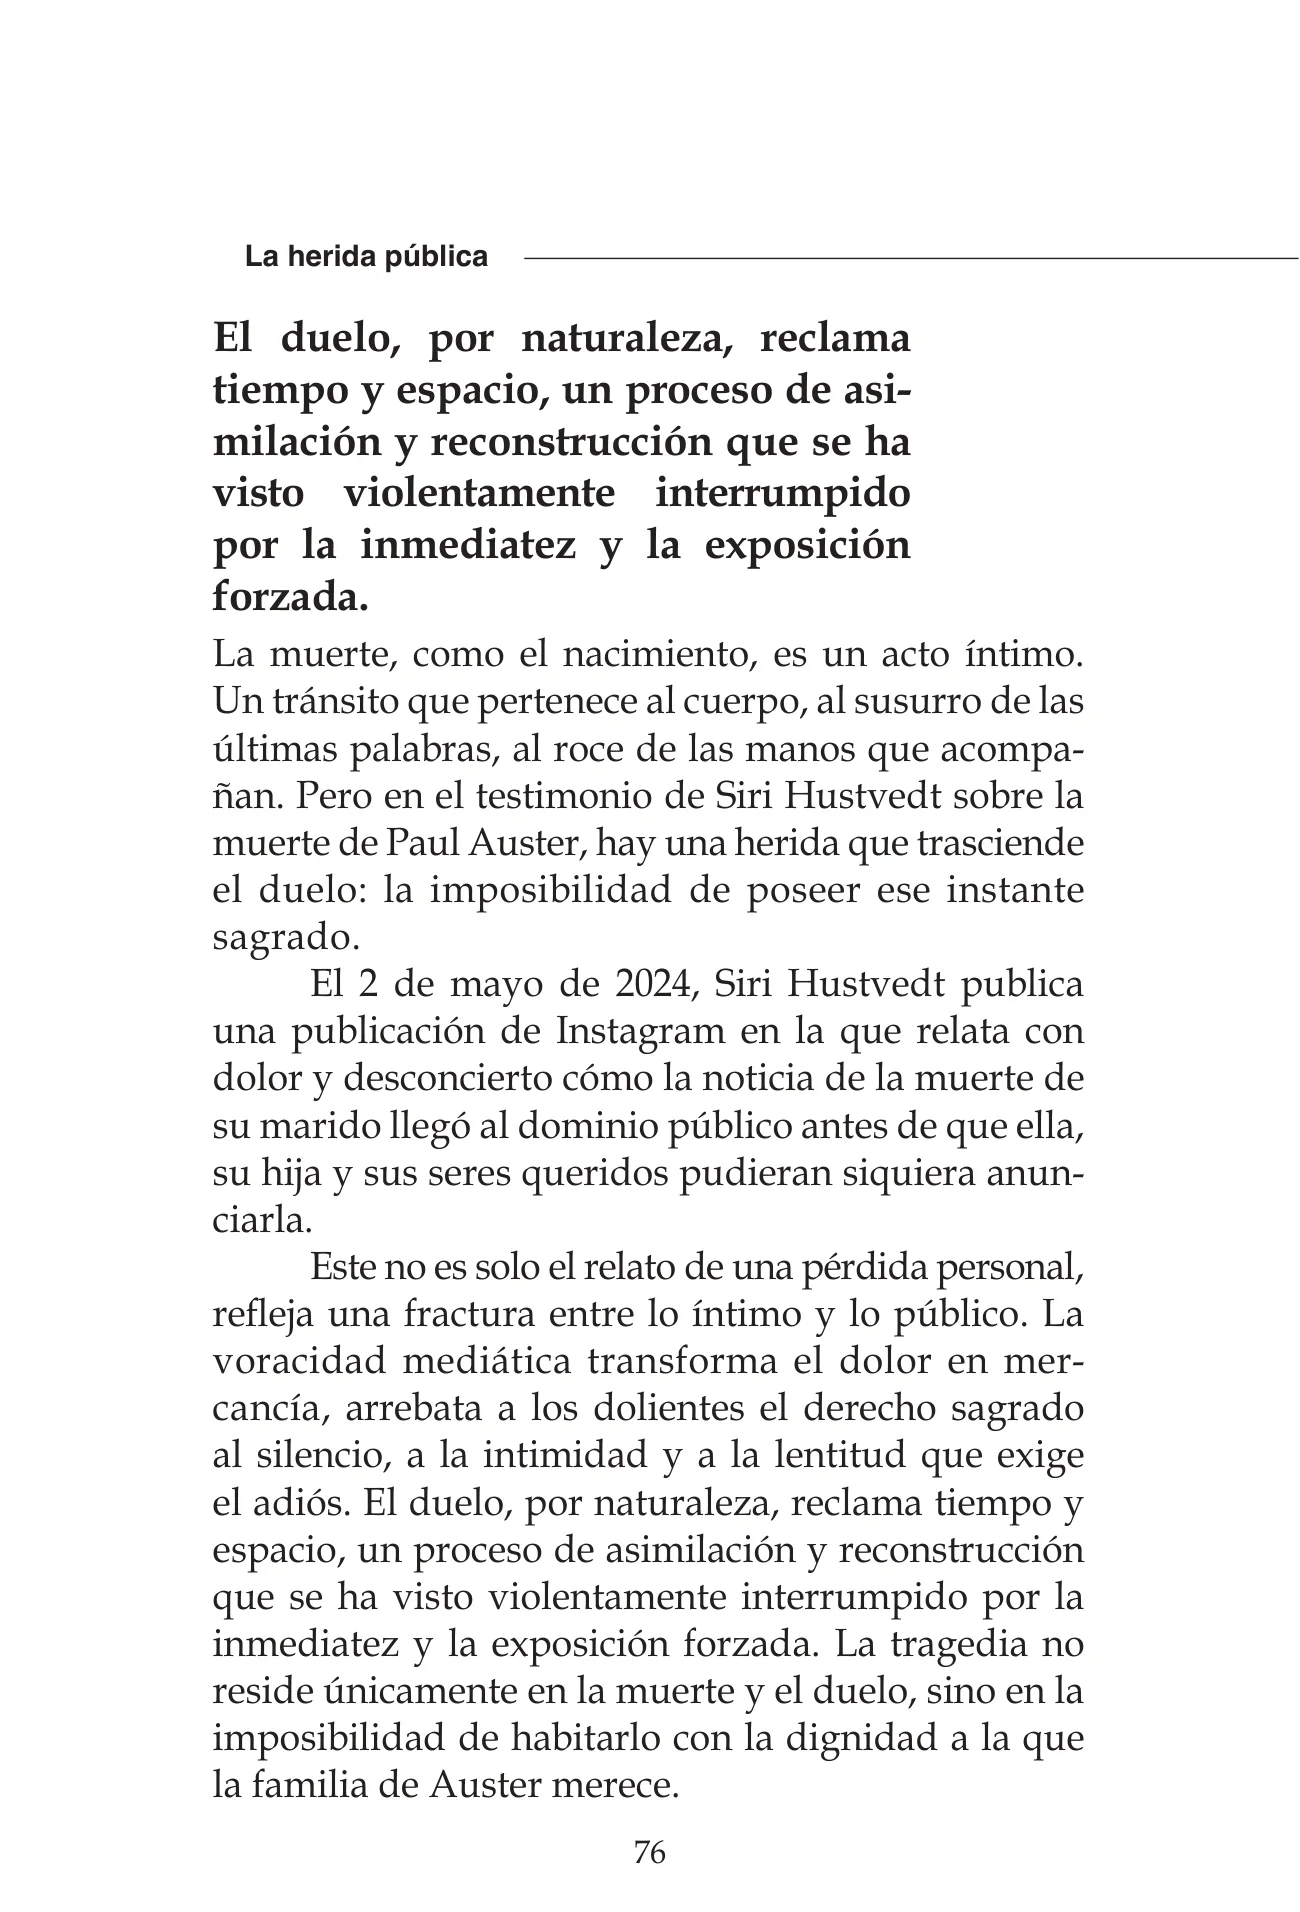 La herida pública
El duelo, por naturaleza, reclama
tiempo y espacio, un proceso de asi-
milación y reconstrucción que se ha
visto violentamente interrumpido
por la inmediatez y la exposición
forzada.
La muerte, como el nacimiento, es un acto íntimo.
Un tránsito que pertenece al cuerpo, al susurro de las
últimas palabras, al roce de las manos que acompa-
ñan. Pero en el testimonio de Siri Hustvedt sobre la
muerte de Paul Auster, hay una herida que trasciende
el duelo: la imposibilidad de poseer ese instante
sagrado.
El 2 de mayo de 2024, Siri Hustvedt publica
una publicación de Instagram en la que relata con
dolor y desconcierto cómo la noticia de la muerte de
su marido llegó al dominio público antes de que ella,
su hija y sus seres queridos pudieran siquiera anun-
ciarla.
Este no es solo el relato de una pérdida personal,
refleja una fractura entre lo íntimo y lo público. La
voracidad mediática transforma el dolor en mer-
cancía, arrebata a los dolientes el derecho sagrado
al silencio, a la intimidad y a la lentitud que exige
el adiós. El duelo, por naturaleza, reclama tiempo y
espacio, un proceso de asimilación y reconstrucción
que se ha visto violentamente interrumpido por la
inmediatez y la exposición forzada. La tragedia no
reside únicamente en la muerte y el duelo, sino en la
imposibilidad de habitarlo con la dignidad a la que
la familia de Auster merece.
76